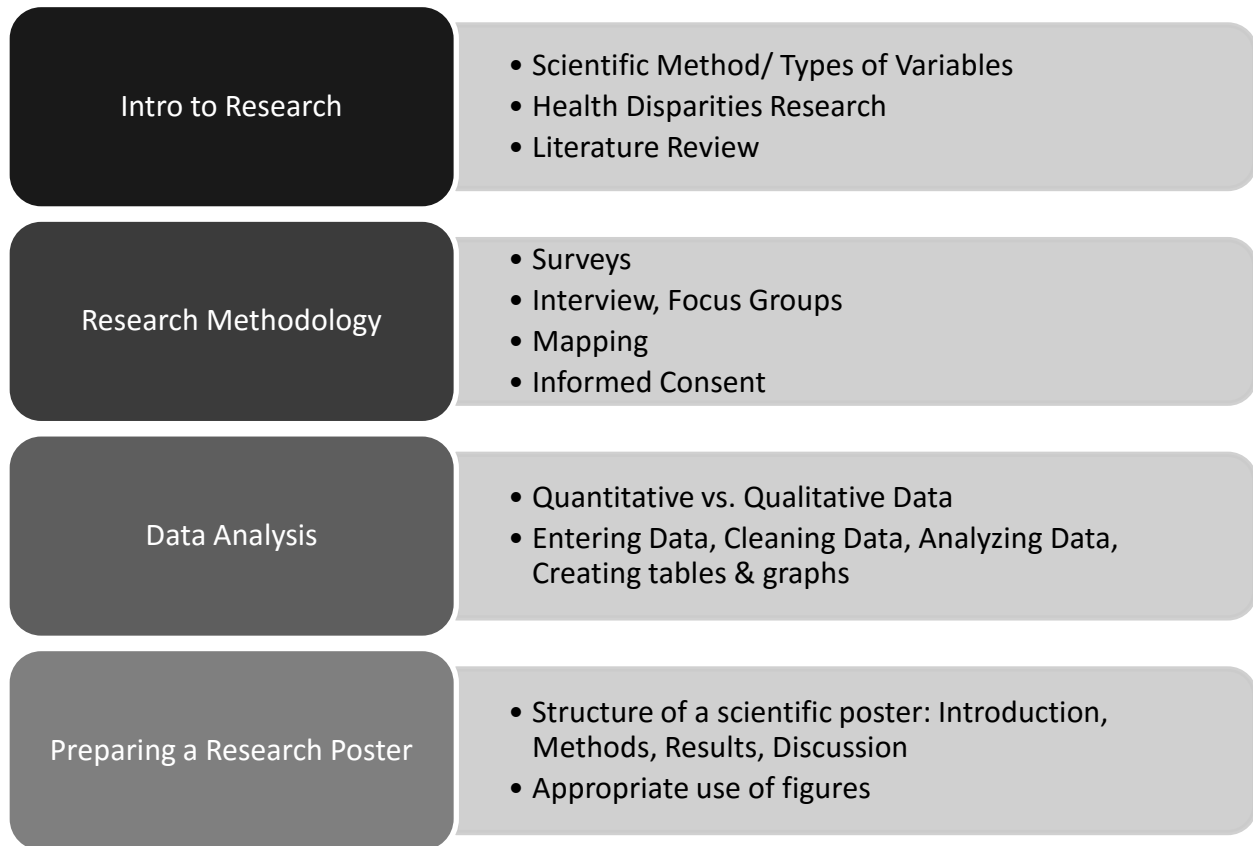 Intro to Research
• Scientific Method/ Types of Variables
• Health Disparities Research
• Literature Review
Research Methodology
• Surveys
• Interview, Focus Groups
• Mapping
• Informed Consent
Data Analysis
• Quantitative vs. Qualitative Data
• Entering Data, Cleaning Data, Analyzing Data,
Creating tables & graphs
Preparing a Research Poster
• Structure of a scientific poster: Introduction,
Methods, Results, Discussion
• Appropriate use of figures